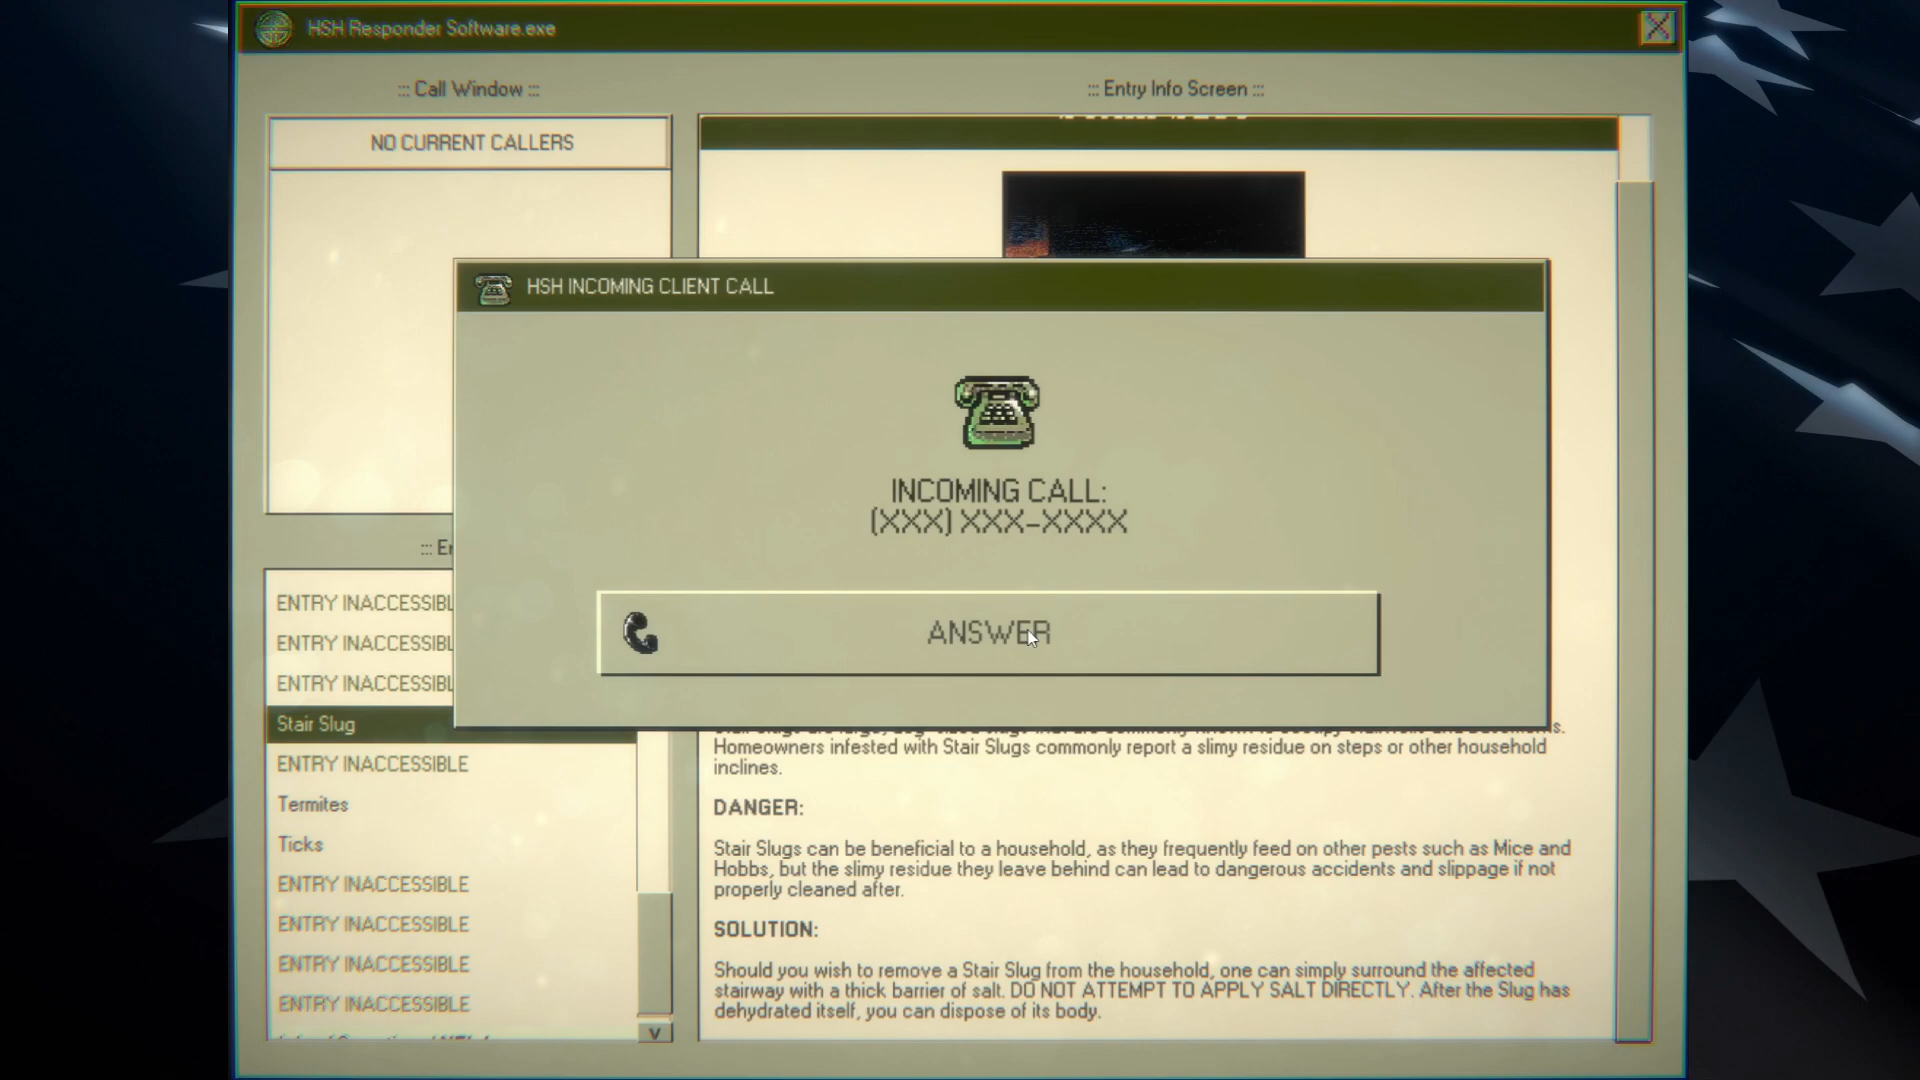 HSH Responder Software.exe
::: Call Window :::
::: Entry Info Screen :::
NO CURRENT CALLERS
HSH INCOMING CLIENT CALL
INCOMING CALL:
(XXX) XXX-XXXX
ANSWER
::: En
ENTRY INACCESSIBL
ENTRY INACCESSIBL
ENTRY INACCESSIBL
Stair Slug
ENTRY INACCESSIBLE
Termites
Ticks
ENTRY INACCESSIBLE
ENTRY INACCESSIBLE
ENTRY INACCESSIBLE
ENTRY INACCESSIBLE
Homeowners infested with Stair Slugs commonly report a slimy residue on steps or other household
inclines.
DANGER:
Stair Slugs can be beneficial to a household, as they frequently feed on other pests such as Mice and
Hobbs, but the slimy residue they leave behind can lead to dangerous accidents and slippage if not
properly cleaned after.
SOLUTION:
Should you wish to remove a Stair Slug from the household, one can simply surround the affected
stairway with a thick barrier of salt. DO NOT ATTEMPT TO APPLY SALT DIRECTLY. After the Slug has
dehydrated itself, you can dispose of its body.